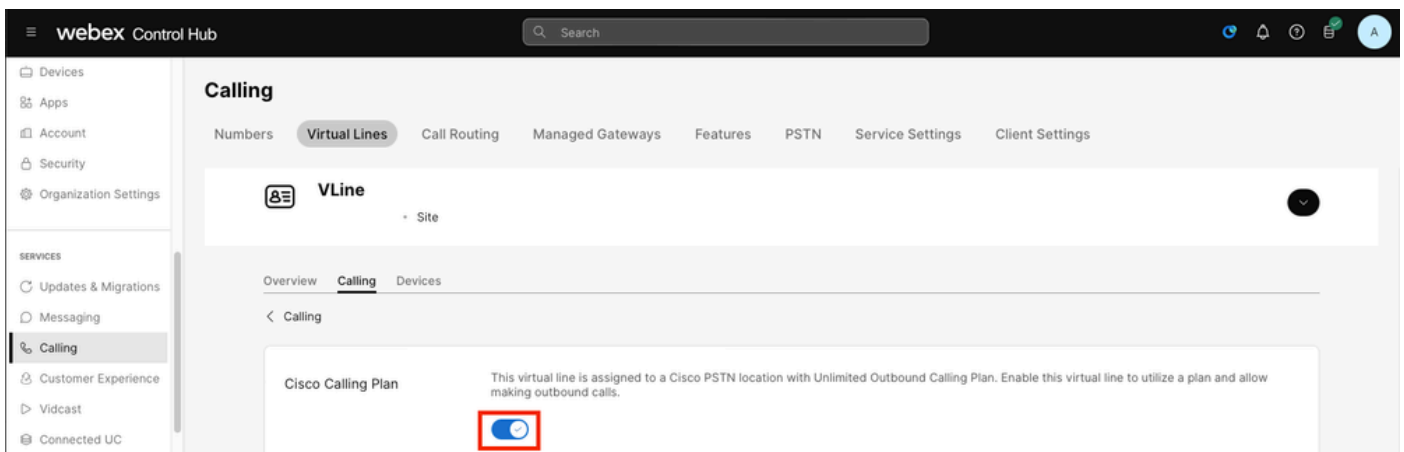 webex Control Hub
Search
A
Devices
Apps
Account
Security
Organization Settings
SERVICES
Updates & Migrations
Messaging
Calling
Customer Experience
Vidcast
Connected UC
Calling
Numbers Virtual Lines Call Routing Managed Gateways Features PSTN Service Settings Client Settings
VLine
• Site
Overview Calling Devices
< Calling
Cisco Calling Plan
This virtual line is assigned to a Cisco PSTN location with Unlimited Outbound Calling Plan. Enable this virtual line to utilize a plan and allow
making outbound calls.